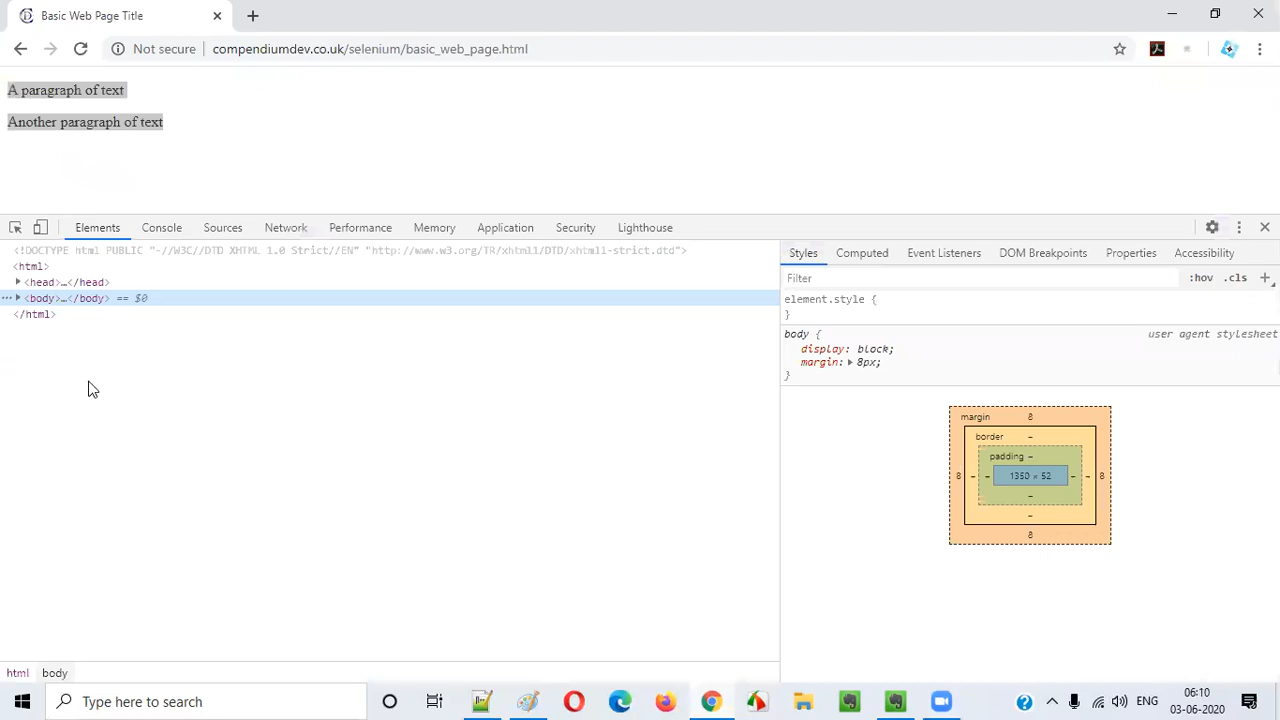 Basic Web Page Title
Not secure compendiumdev.co.uk/selenium/basic_web_page.html
A paragraph of text
Another paragraph of text
Elements Console Sources Network Performance Memory Application Security Lighthouse
<!DOCTYPE html PUBLIC "-//W3C//DTD XHTML 1.0 Strict//EN" "http://www.w3.org/TR/xhtml1/DTD/xhtml1-strict.dtd">
<html>
<head>…</head>
<body>…</body> == $0
</html>
html body
Styles Computed Event Listeners DOM Breakpoints Properties Accessibility
Filter :hov .cls
element.style {
}
body { user agent stylesheet
display: block;
margin: 8px;
}
margin 8
border –
padding –
8 – – 1350 × 52 – – 8
–
–
8
Type here to search
ENG 06:10
03-06-2020